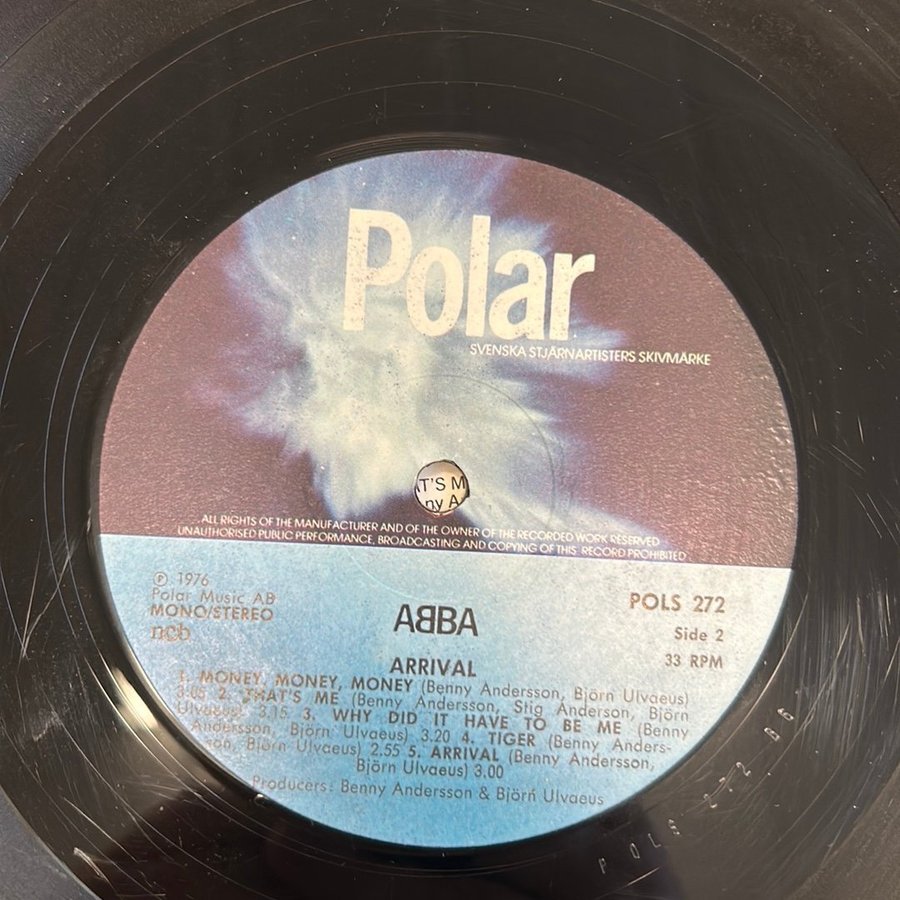 Polar
SVENSKA STJÄRNARTISTERS SKIVMÄRKE
T'S M
ny A
ALL RIGHTS OF THE MANUFACTURER AND OF THE OWNER OF THE RECORDED WORK RESERVED
UNAUTHORISED PUBLIC PERFORMANCE, BROADCASTING AND COPYING OF THIS RECORD PROHIBITED
℗ 1976
Polar Music AB
MONO/STEREO
ncb
ABBA
POLS 272
Side 2
33 RPM
ARRIVAL
1. MONEY, MONEY, MONEY (Benny Andersson, Björn Ulvaeus)
3.05 2. THAT'S ME (Benny Andersson, Stig Anderson, Björn
Ulvaeus) 3.15 3. WHY DID IT HAVE TO BE ME (Benny
Andersson, Björn Ulvaeus) 3.20 4. TIGER (Benny Anders-
son, Björn Ulvaeus) 2.55 5. ARRIVAL (Benny Andersson,
Björn Ulvaeus) 3.00
Producers: Benny Andersson & Björn Ulvaeus
POLS 272